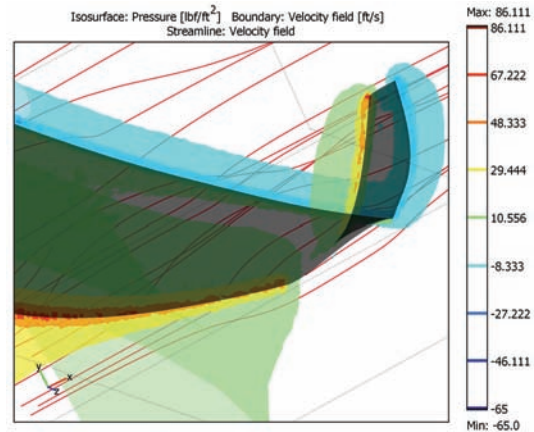 Isosurface: Pressure [lbf/ft²] Boundary: Velocity field [ft/s]
Streamline: Velocity field
Max: 86.111
86.111
67.222
48.333
29.444
10.556
-8.333
-27.222
-46.111
-65
Min: -65.0
y
x
z